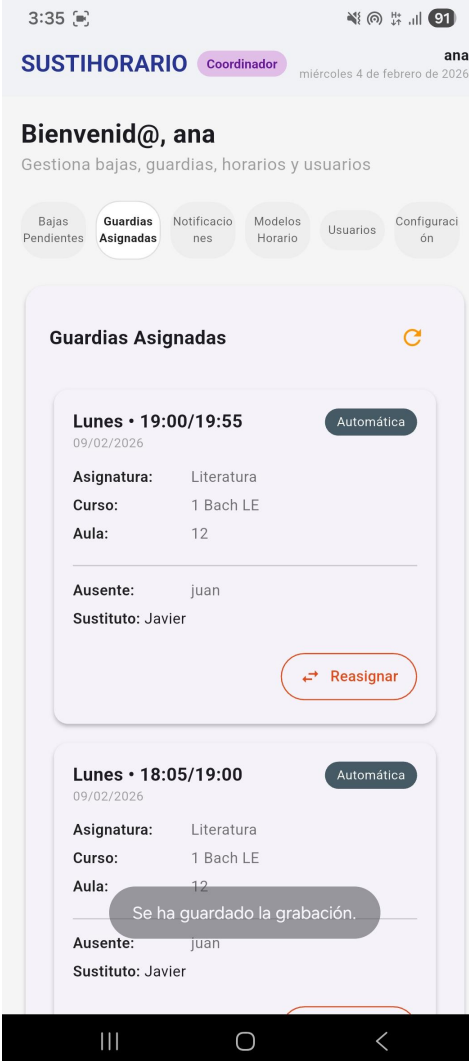 3:35
91
SUSTIHORARIO Coordinador ana
miércoles 4 de febrero de 2026
Bienvenid@, ana
Gestiona bajas, guardias, horarios y usuarios
Bajas Pendientes
Guardias Asignadas
Notificacio nes
Modelos Horario
Usuarios
Configuraci ón
Guardias Asignadas
Lunes • 19:00/19:55 Automática
09/02/2026
Asignatura: Literatura
Curso: 1 Bach LE
Aula: 12
Ausente: juan
Sustituto: Javier
Reasignar
Lunes • 18:05/19:00 Automática
09/02/2026
Asignatura: Literatura
Curso: 1 Bach LE
Aula: 12
Se ha guardado la grabación.
Ausente: juan
Sustituto: Javier